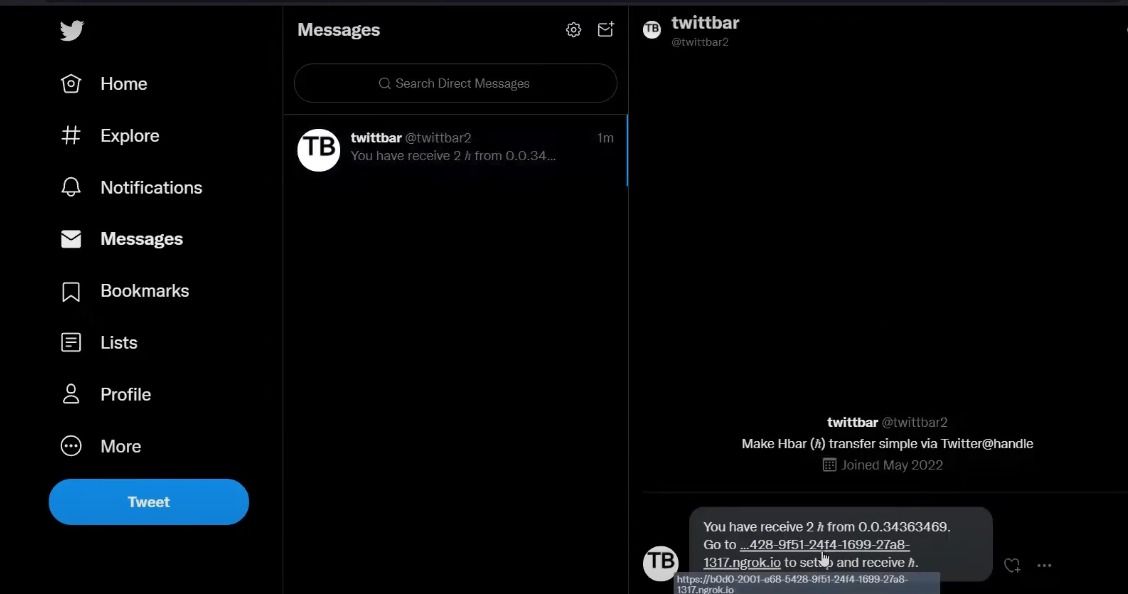 Home
Explore
Notifications
Messages
Bookmarks
Lists
Profile
More
Tweet
Messages
Search Direct Messages
TB
twittbar @twittbar2
1m
You have receive 2 ℏ from 0.0.34...
TB
twittbar
@twittbar2
twittbar @twittbar2
Make Hbar (ℏ) transfer simple via Twitter@handle
Joined May 2022
TB
You have receive 2 ℏ from 0.0.34363469.
Go to ...428-9f51-24f4-1699-27a8-
1317.ngrok.io to setup and receive ℏ.
https://b0d0-2001-e68-5428-9f51-24f4-1699-27a8-
1317.ngrok.io